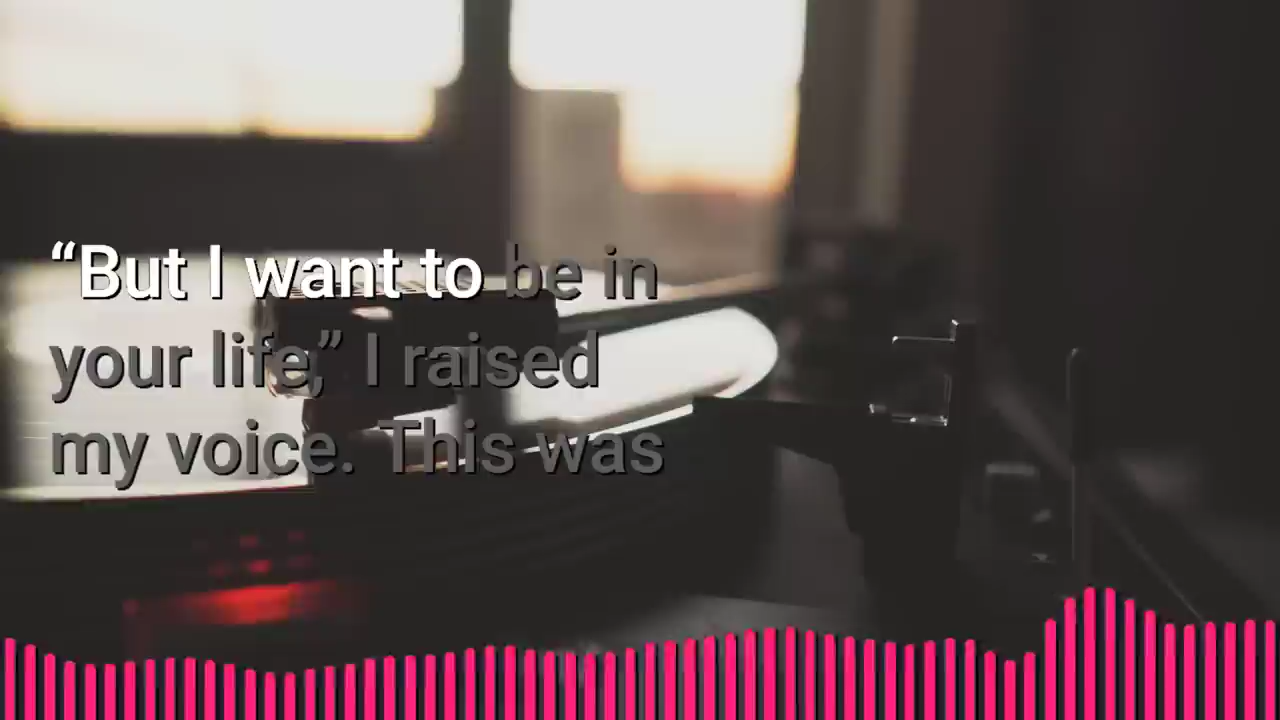 “But I want to be in
your life,” I raised
my voice. This was